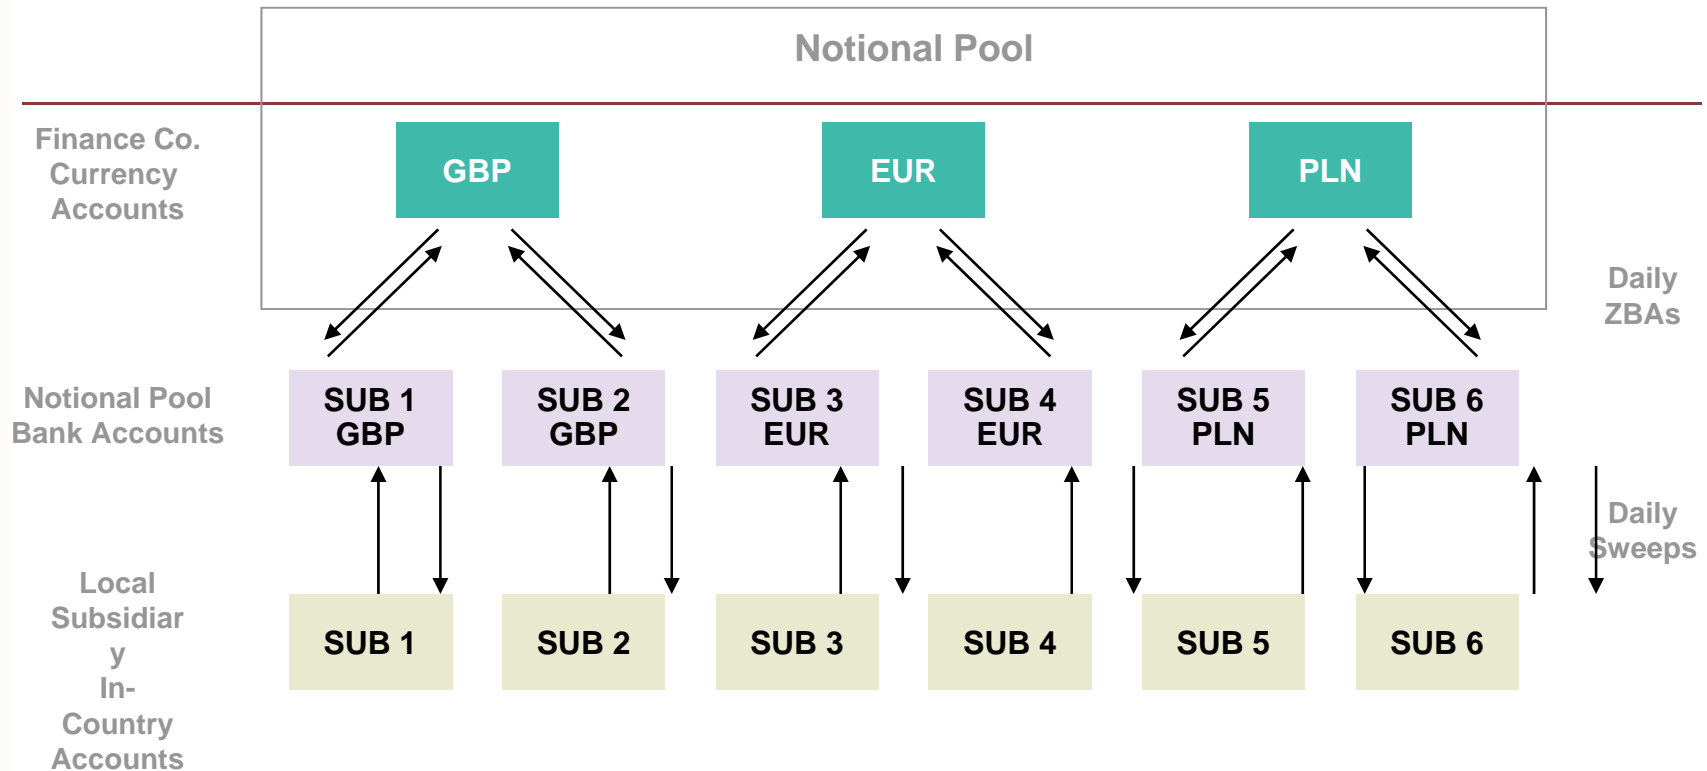 Notional Pool
Finance Co.
Currency
Accounts
GBP
EUR
PLN
Daily
ZBAs
Notional Pool
Bank Accounts
SUB 1
GBP
SUB 2
GBP
SUB 3
EUR
SUB 4
EUR
SUB 5
PLN
SUB 6
PLN
Daily
Sweeps
Local
Subsidiar
y
In-
Country
Accounts
SUB 1
SUB 2
SUB 3
SUB 4
SUB 5
SUB 6